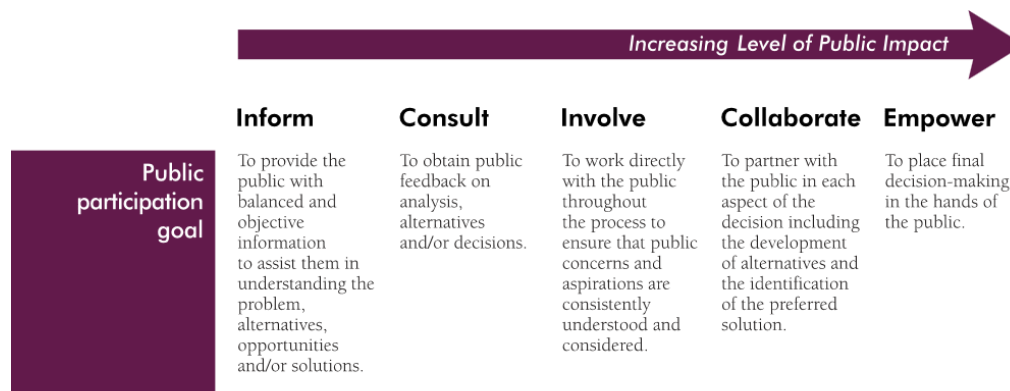 Increasing Level of Public Impact
Inform
Consult
Involve
Collaborate
Empower
Public
participation
goal
To provide the
public with
balanced and
objective
information
to assist them in
understanding the
problem,
alternatives,
opportunities
and/or solutions.
To obtain public
feedback on
analysis,
alternatives
and/or decisions.
To work directly
with the public
throughout
the process to
ensure that public
concerns and
aspirations are
consistently
understood and
considered.
To partner with
the public in each
aspect of the
decision including
the development
of alternatives and
the identification
of the preferred
solution.
To place final
decision-making
in the hands of
the public.